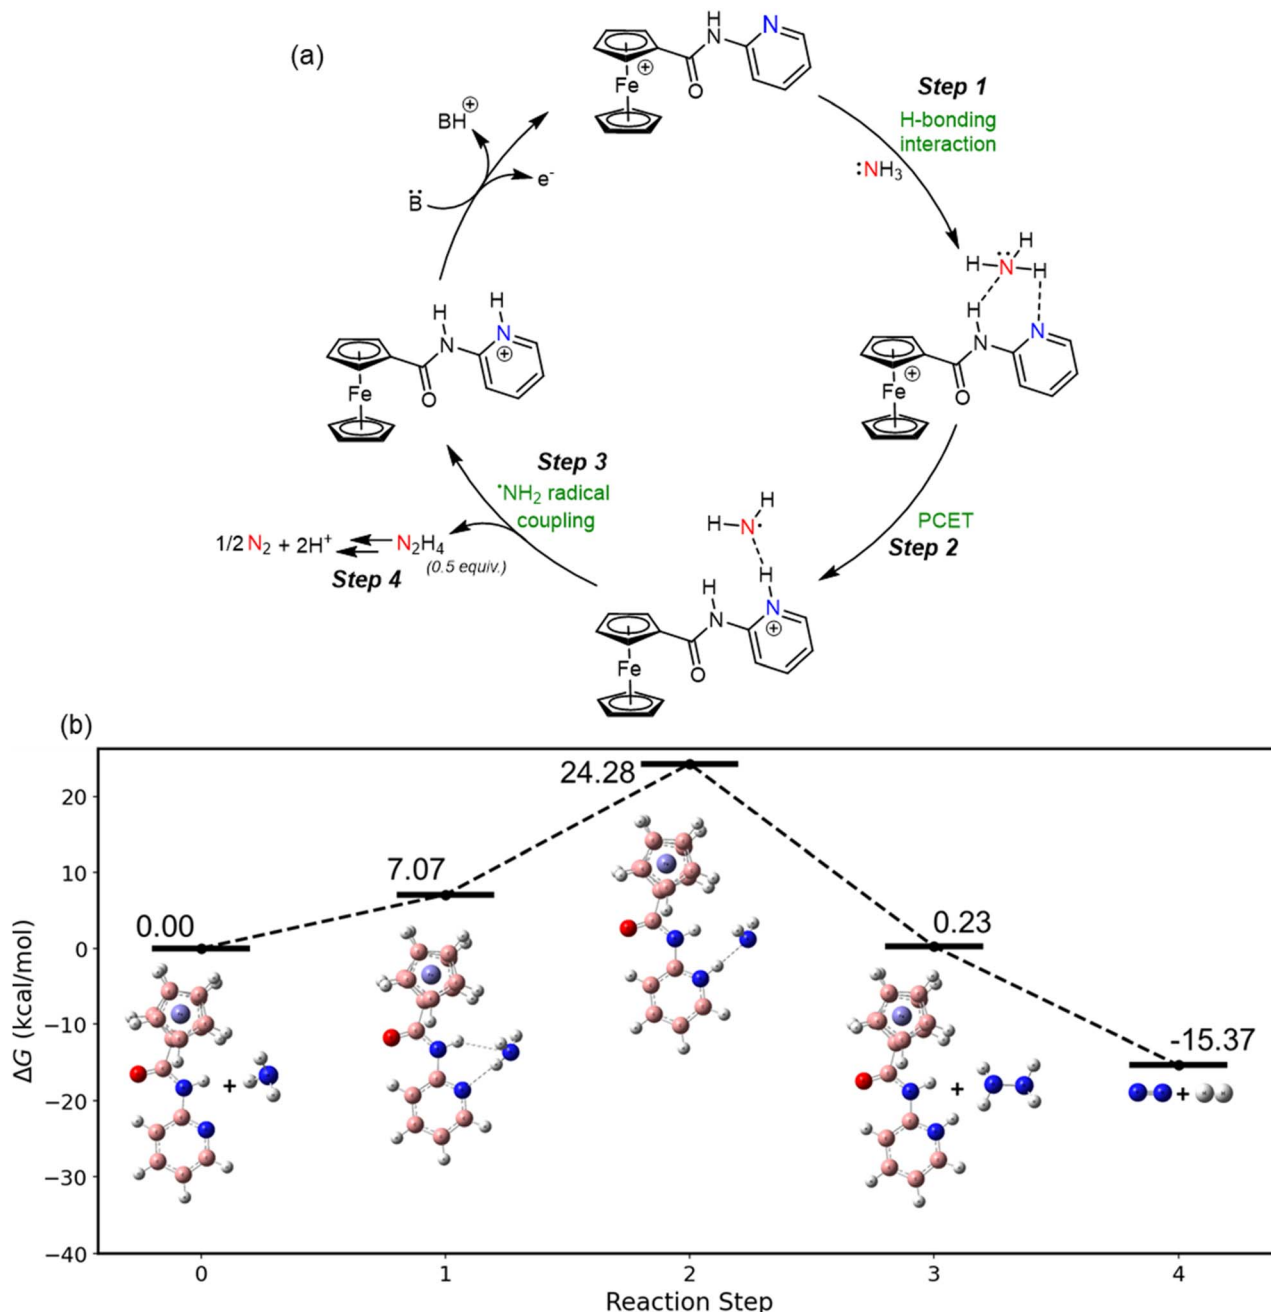 (a)
H
N
N
Fe
⊕
O
Step 1
H-bonding
interaction
:NH₃
BH⊕
B̈
e⁻
H
H N̈ H
H
N
N
Fe
⊕
O
H
H
N
N
⊕
Fe
O
Step 3
•NH₂ radical
coupling
1/2 N₂ + 2H⁺
N₂H₄
(0.5 equiv.)
Step 4
PCET
Step 2
H
H–N•
H
H
N
N
⊕
Fe
O
(b)
ΔG (kcal/mol)
20
10
0
−10
−20
−30
−40
0.00
7.07
24.28
0.23
-15.37
+
+
+
0
1
2
3
4
Reaction Step